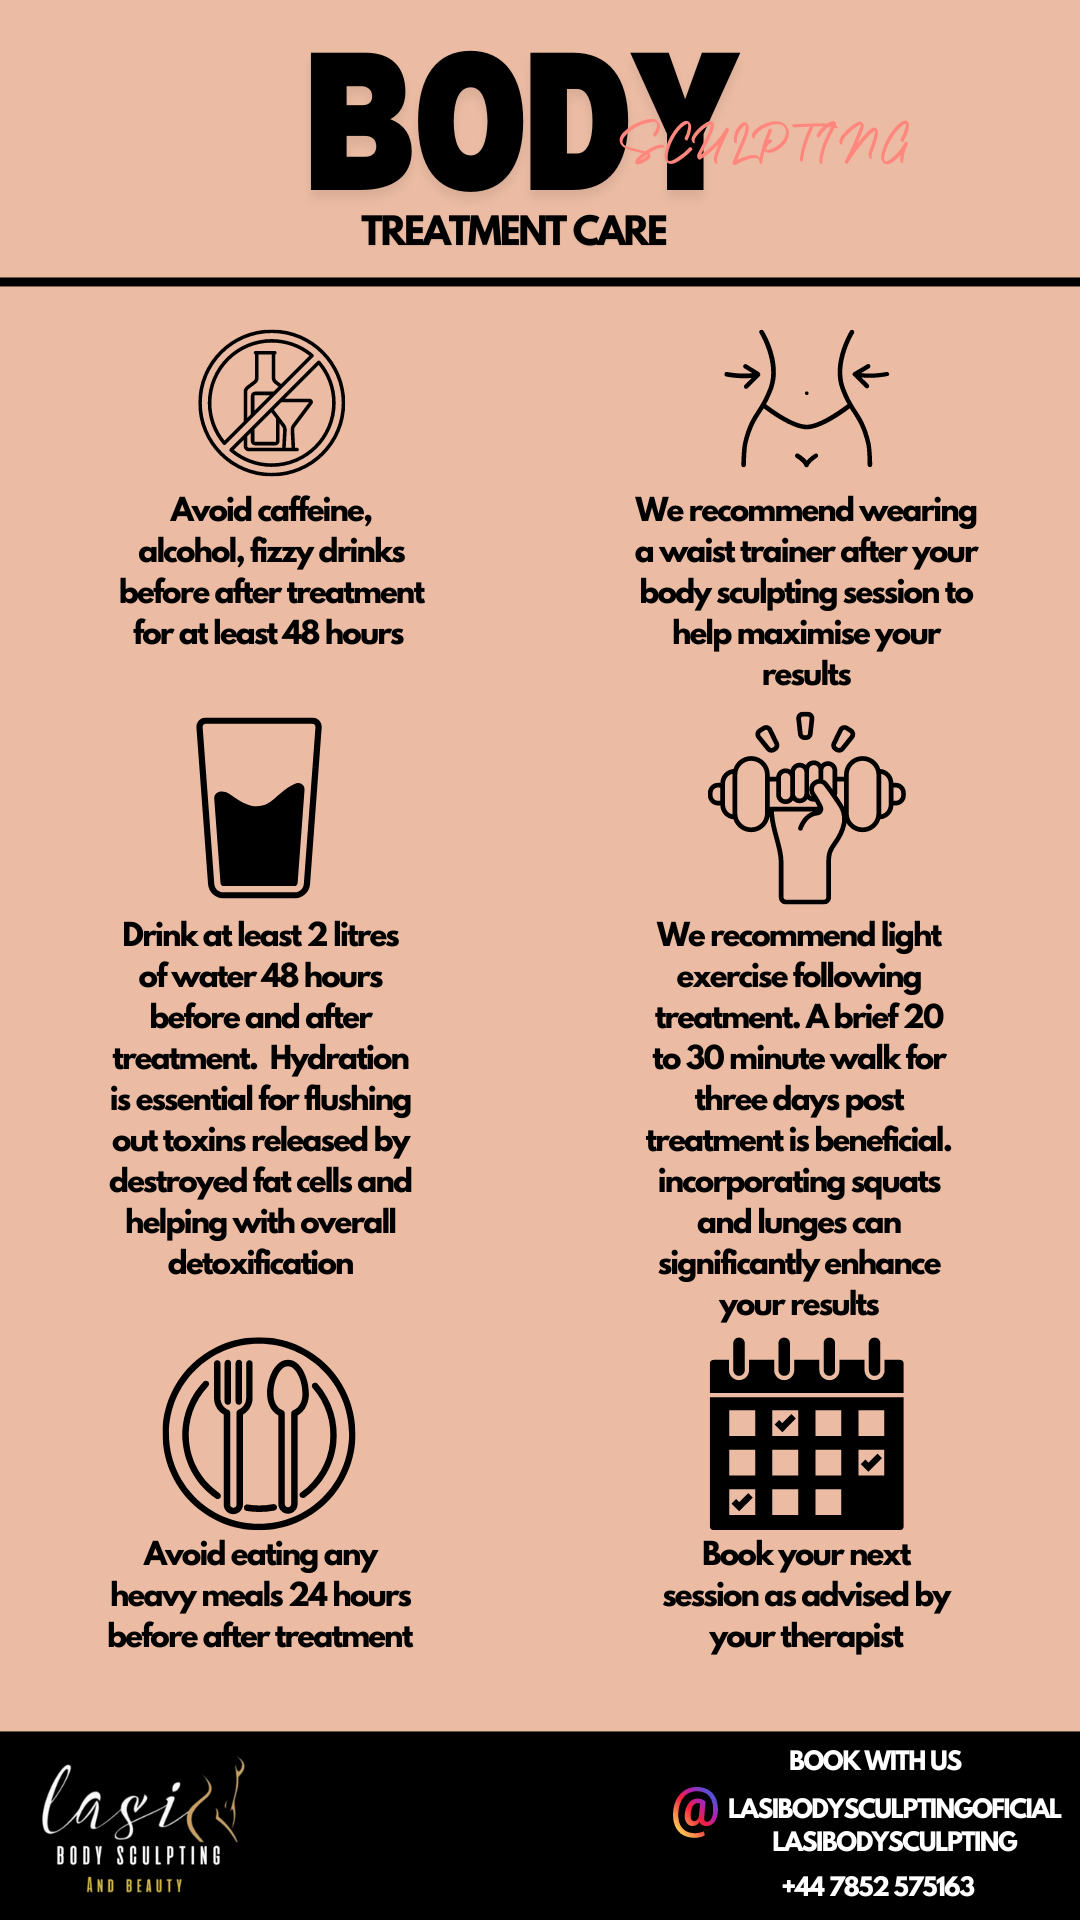 BODY
SCULPTING
TREATMENT CARE
Avoid caffeine,
alcohol, fizzy drinks
before after treatment
for at least 48 hours
We recommend wearing
a waist trainer after your
body sculpting session to
help maximise your
results
Drink at least 2 litres
of water 48 hours
before and after
treatment.  Hydration
is essential for flushing
out toxins released by
destroyed fat cells and
helping with overall
detoxification
We recommend light
exercise following
treatment. A brief 20
to 30 minute walk for
three days post
treatment is beneficial.
incorporating squats
and lunges can
significantly enhance
your results
Avoid eating any
heavy meals 24 hours
before after treatment
Book your next
session as advised by
your therapist
lasi
BODY SCULPTING
AND BEAUTY
BOOK WITH US
@ LASIBODYSCULPTINGOFICIAL
LASIBODYSCULPTING
+44 7852 575163